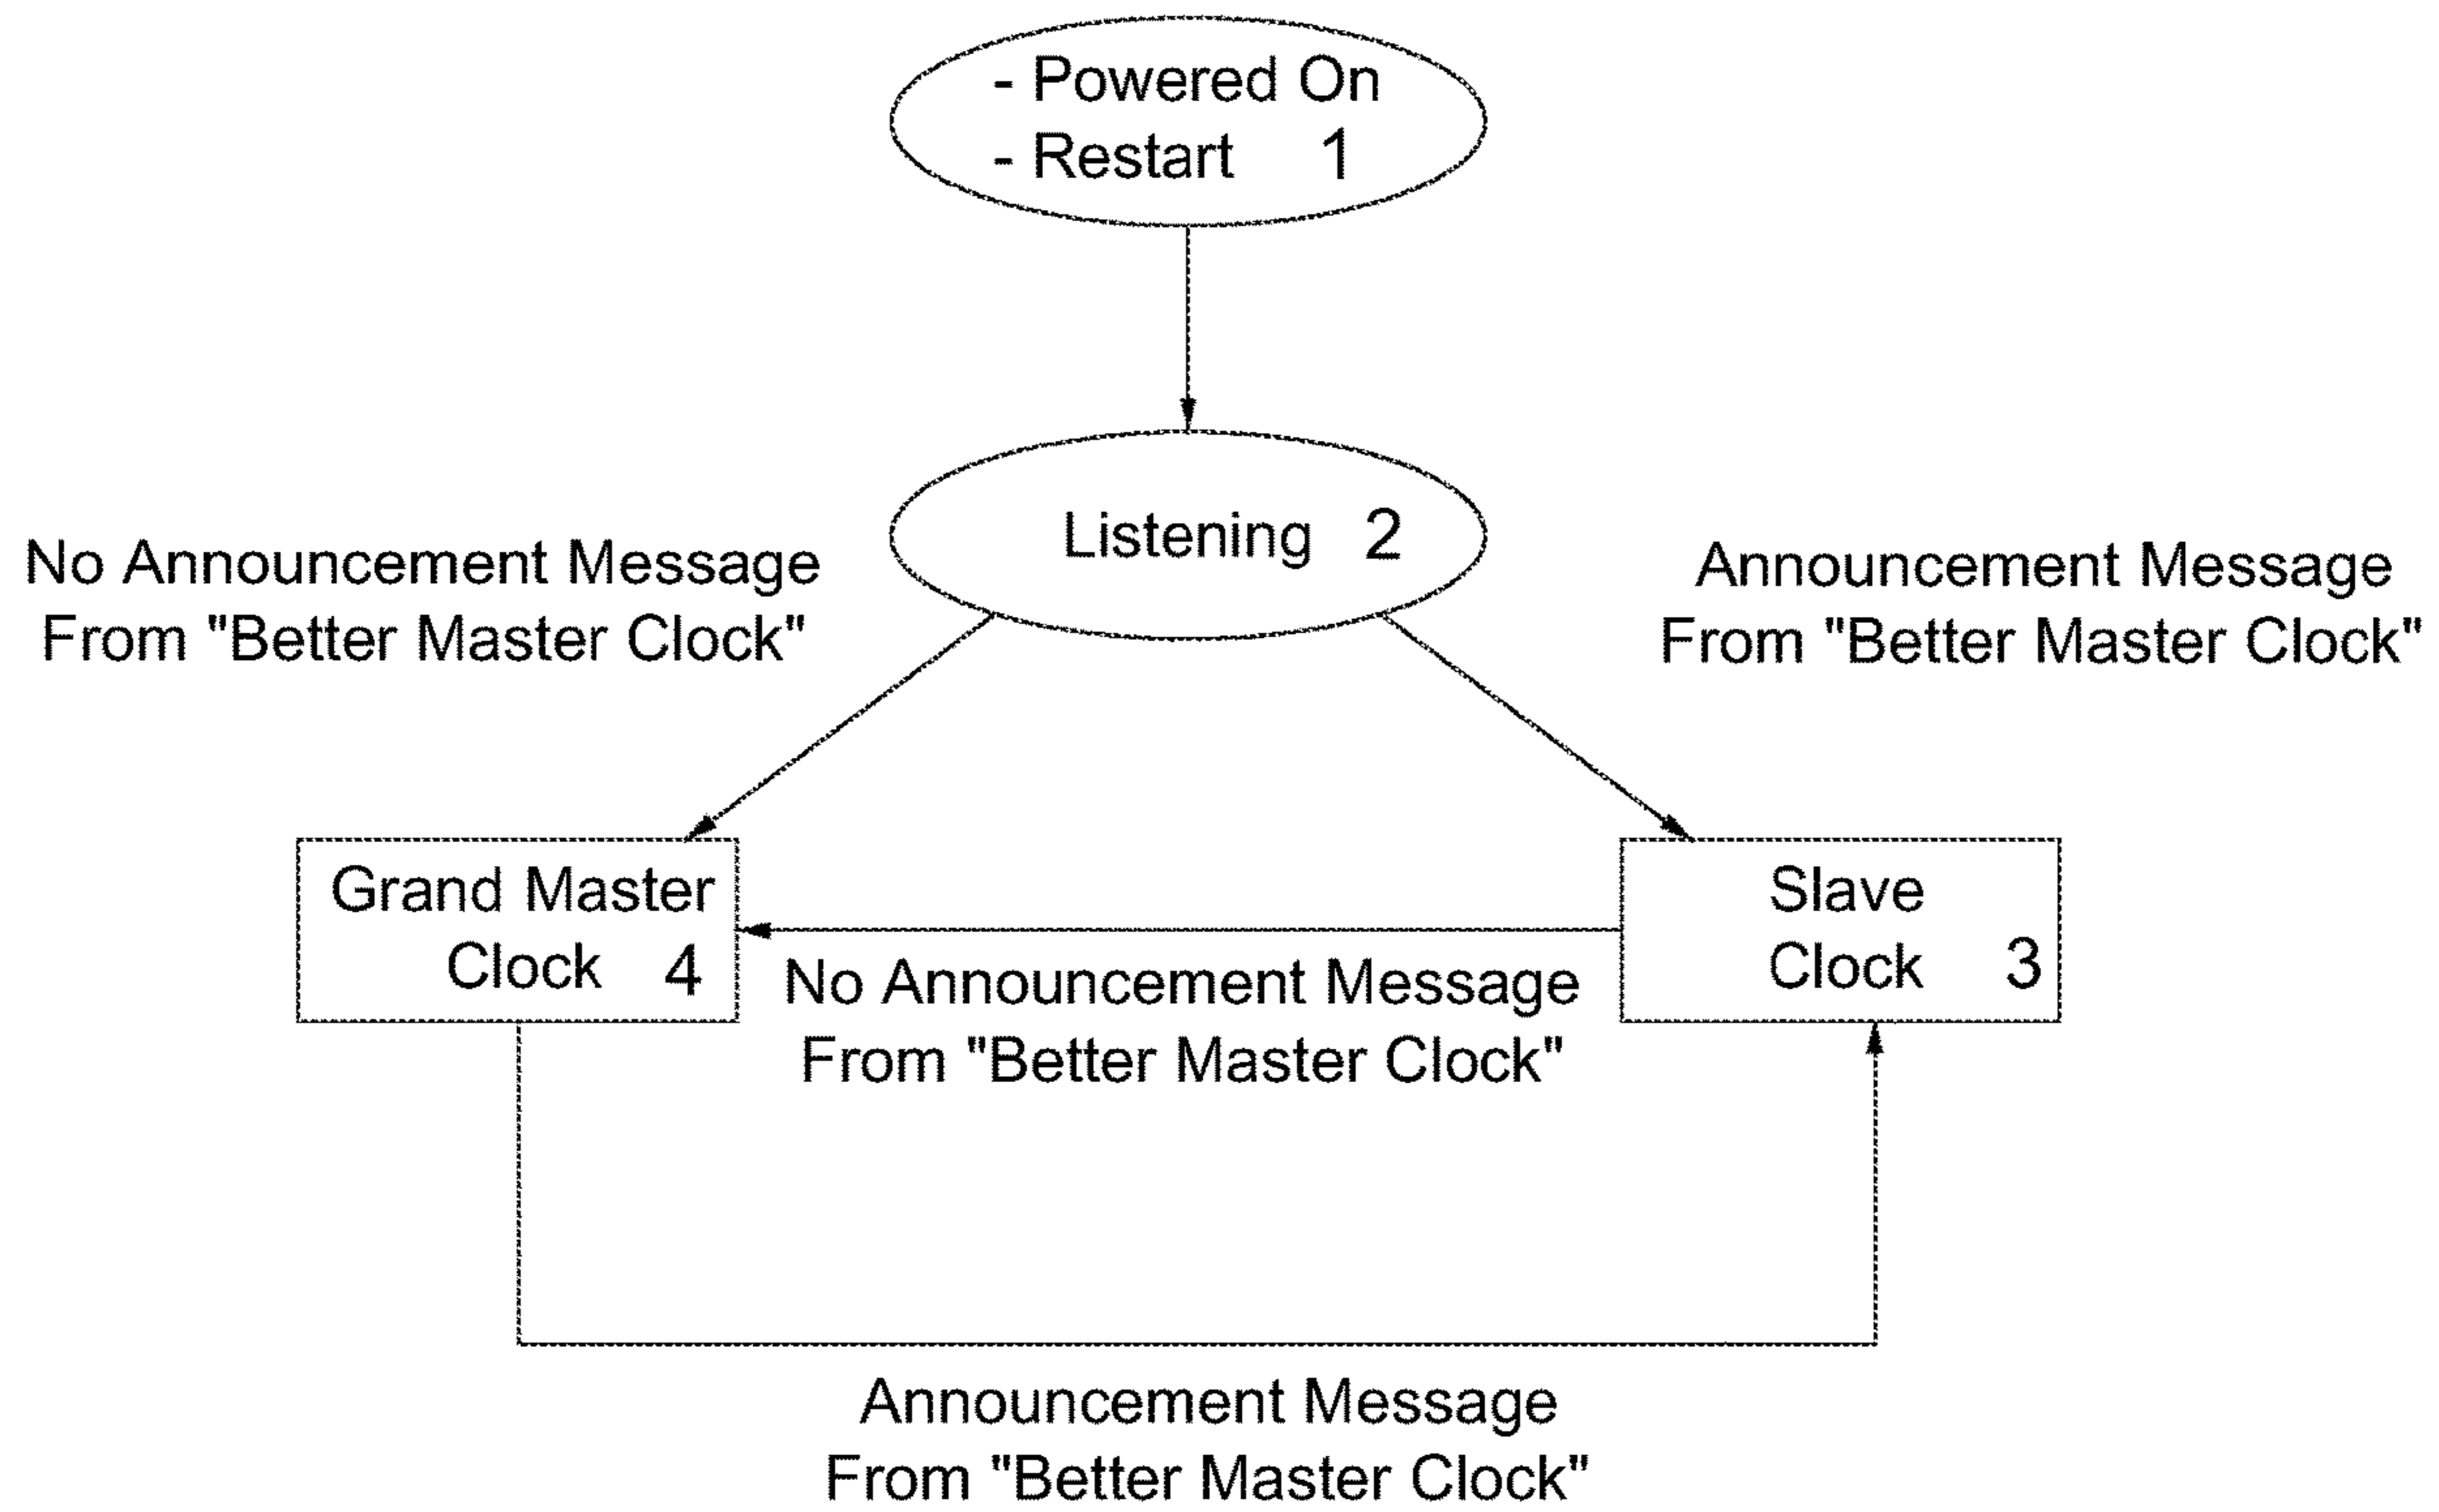 - Powered On
- Restart 1
Listening 2
No Announcement Message
From "Better Master Clock"
Announcement Message
From "Better Master Clock"
Grand Master
Clock 4
Slave
Clock 3
No Announcement Message
From "Better Master Clock"
Announcement Message
From "Better Master Clock"